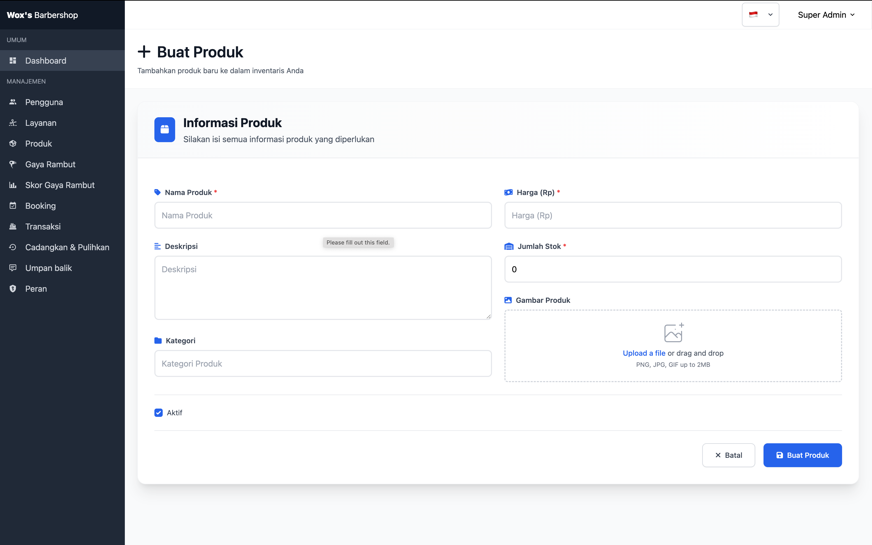 Wox's Barbershop
Super Admin
UMUM
Dashboard
MANAJEMEN
Pengguna
Layanan
Produk
Gaya Rambut
Skor Gaya Rambut
Booking
Transaksi
Cadangkan & Pulihkan
Umpan balik
Peran
Buat Produk
Tambahkan produk baru ke dalam inventaris Anda
Informasi Produk
Silakan isi semua informasi produk yang diperlukan
Nama Produk *
Nama Produk
Harga (Rp) *
Harga (Rp)
Please fill out this field.
Deskripsi
Deskripsi
Jumlah Stok *
0
Gambar Produk
Upload a file or drag and drop
PNG, JPG, GIF up to 2MB
Kategori
Kategori Produk
Aktif
Batal
Buat Produk